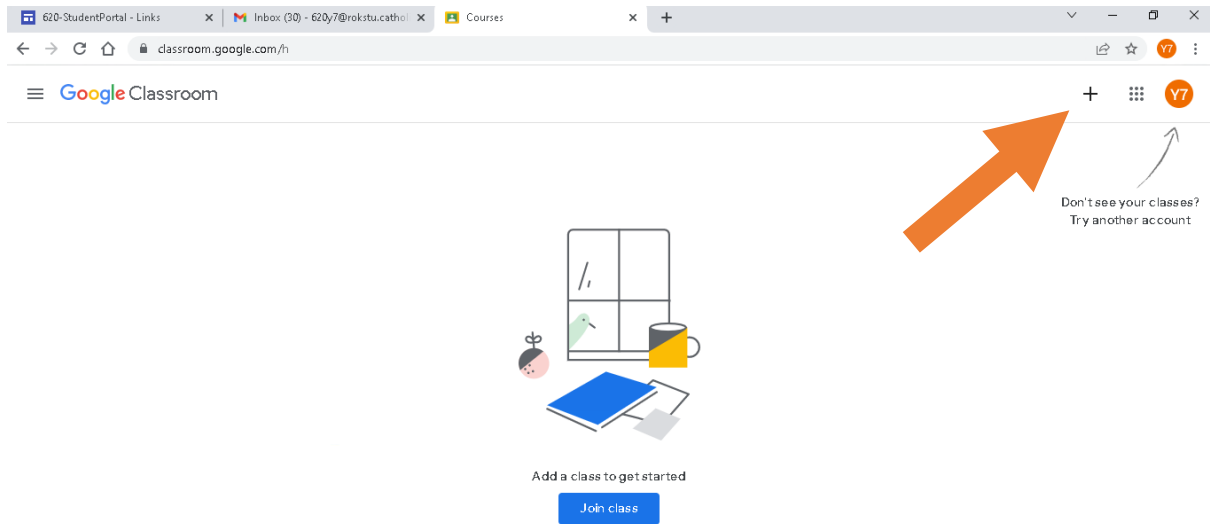 620-StudentPortal - Links
Inbox (30) - 620y7@rokstu.cathol
Courses
classroom.google.com/h
Google Classroom
Y7
Y7
Don't see your classes?
Try another account
Add a class to get started
Join class